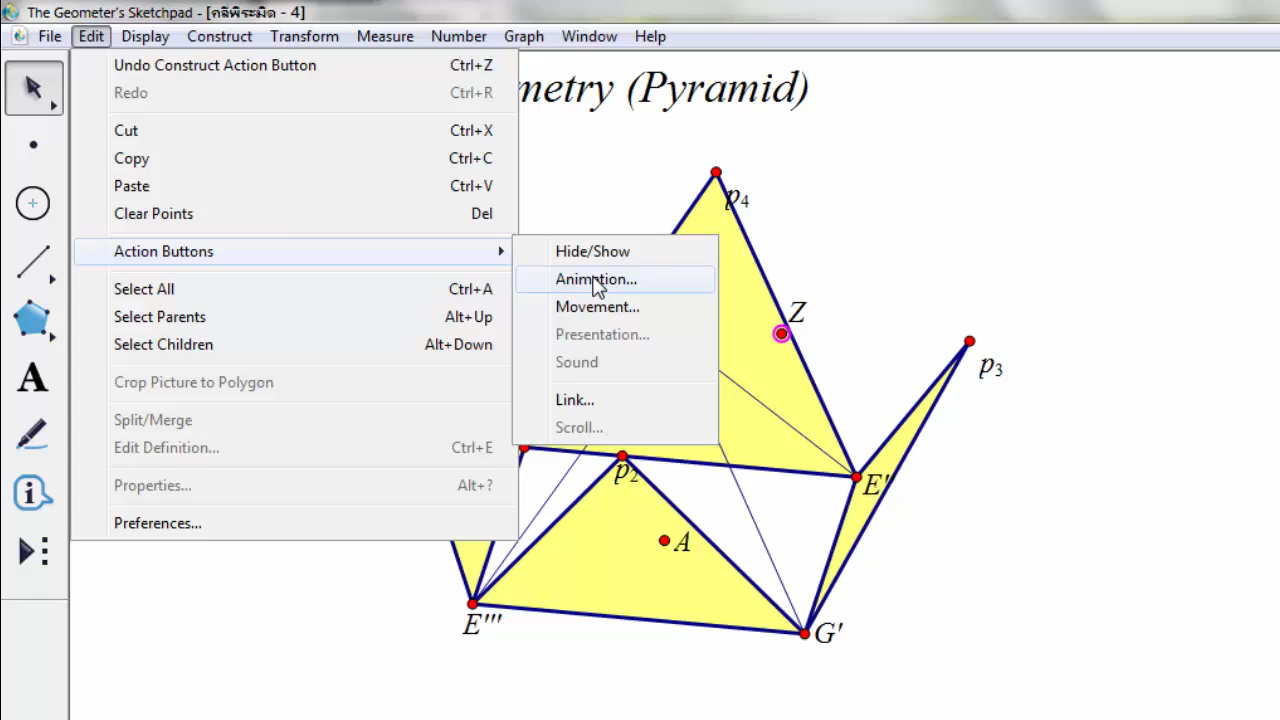 The Geometer's Sketchpad - [คลี่พีระมิด - 4]
File Edit Display Construct Transform Measure Number Graph Window Help
Undo Construct Action Button Ctrl+Z
Redo Ctrl+R
Cut Ctrl+X
Copy Ctrl+C
Paste Ctrl+V
Clear Points Del
Action Buttons
Select All Ctrl+A
Select Parents Alt+Up
Select Children Alt+Down
Crop Picture to Polygon
Split/Merge
Edit Definition... Ctrl+E
Properties... Alt+?
Preferences...
Hide/Show
Animation...
Movement...
Presentation...
Sound
Link...
Scroll...
(Pyramid)
p4
Z
p3
p2
E'
A
E'''
G'
A